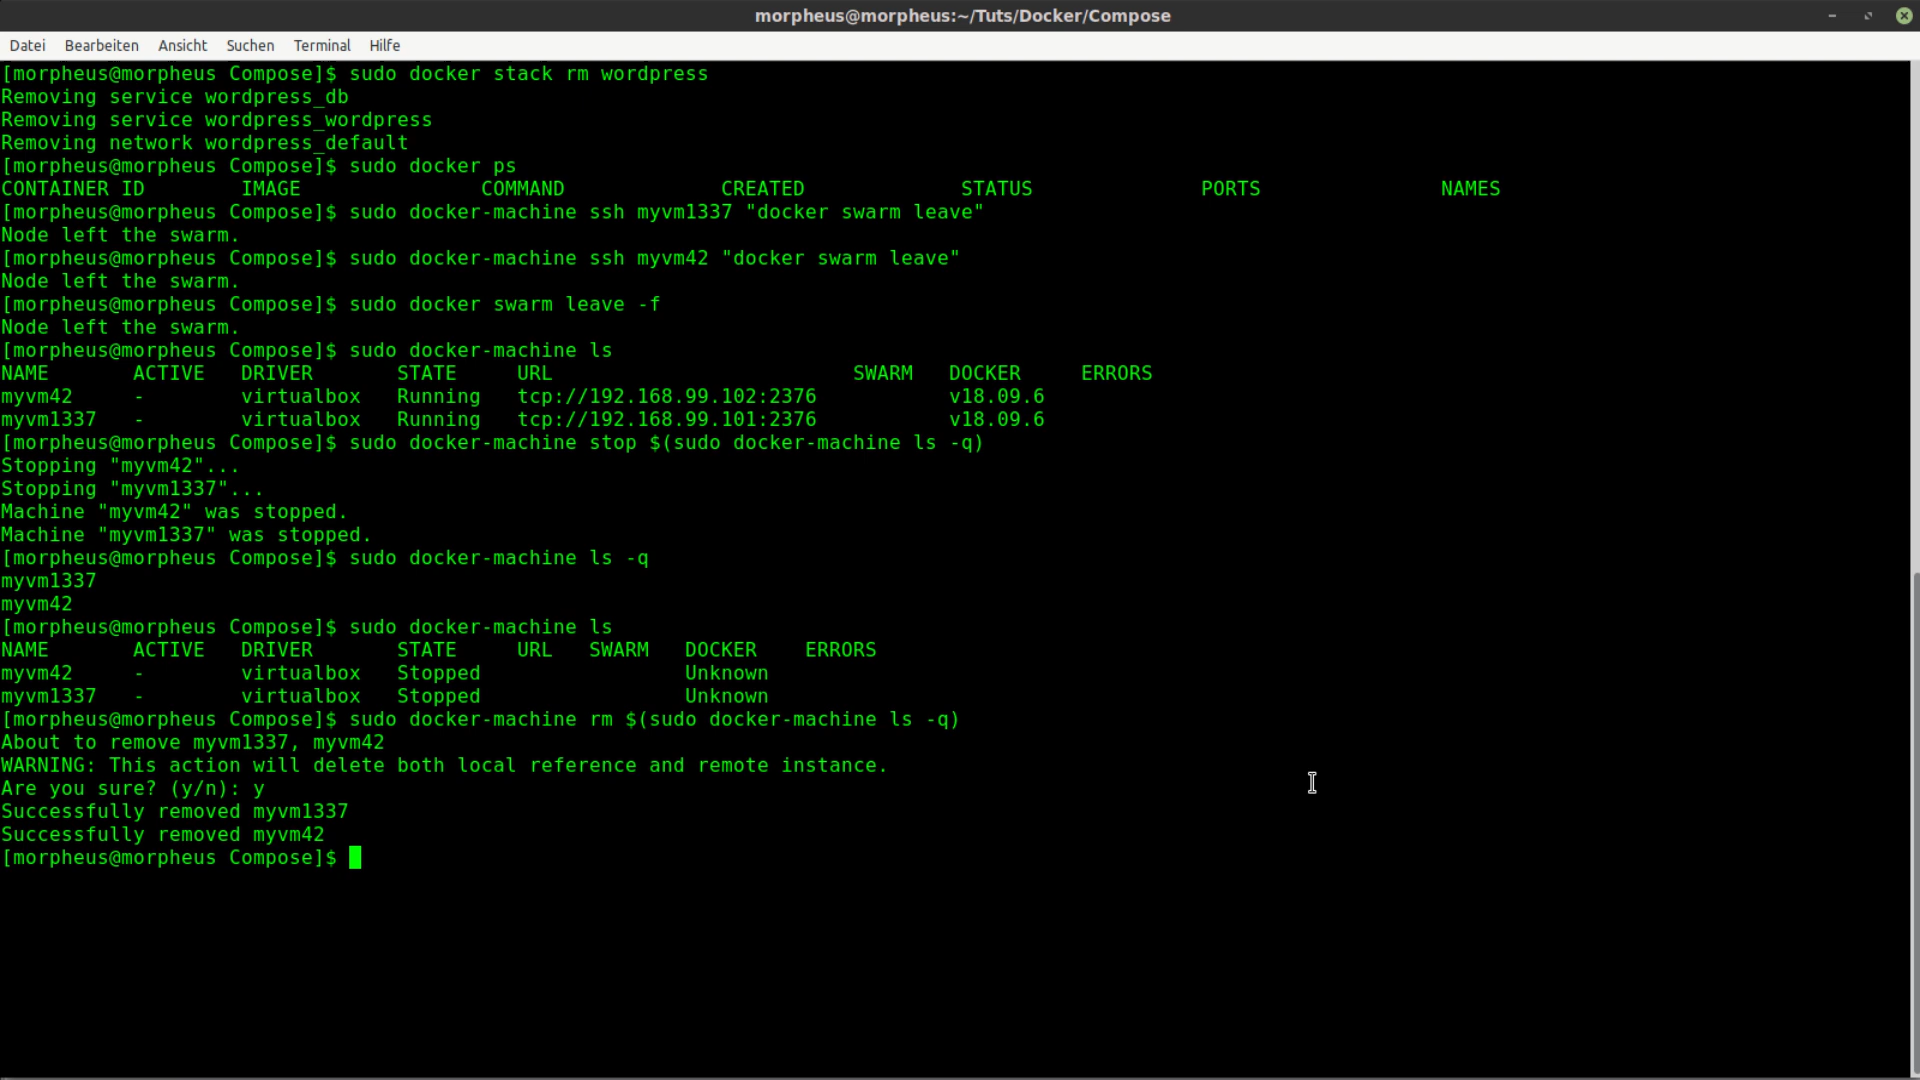 morpheus@morpheus:~/Tuts/Docker/Compose
Datei Bearbeiten Ansicht Suchen Terminal Hilfe
[morpheus@morpheus Compose]$ sudo docker stack rm wordpress
Removing service wordpress_db
Removing service wordpress_wordpress
Removing network wordpress_default
[morpheus@morpheus Compose]$ sudo docker ps
CONTAINER ID        IMAGE               COMMAND             CREATED             STATUS              PORTS               NAMES
[morpheus@morpheus Compose]$ sudo docker-machine ssh myvm1337 "docker swarm leave"
Node left the swarm.
[morpheus@morpheus Compose]$ sudo docker-machine ssh myvm42 "docker swarm leave"
Node left the swarm.
[morpheus@morpheus Compose]$ sudo docker swarm leave -f
Node left the swarm.
[morpheus@morpheus Compose]$ sudo docker-machine ls
NAME       ACTIVE   DRIVER       STATE     URL                         SWARM   DOCKER     ERRORS
myvm42     -        virtualbox   Running   tcp://192.168.99.102:2376           v18.09.6
myvm1337   -        virtualbox   Running   tcp://192.168.99.101:2376           v18.09.6
[morpheus@morpheus Compose]$ sudo docker-machine stop $(sudo docker-machine ls -q)
Stopping "myvm42"...
Stopping "myvm1337"...
Machine "myvm42" was stopped.
Machine "myvm1337" was stopped.
[morpheus@morpheus Compose]$ sudo docker-machine ls -q
myvm1337
myvm42
[morpheus@morpheus Compose]$ sudo docker-machine ls
NAME       ACTIVE   DRIVER       STATE     URL   SWARM   DOCKER    ERRORS
myvm42     -        virtualbox   Stopped                 Unknown
myvm1337   -        virtualbox   Stopped                 Unknown
[morpheus@morpheus Compose]$ sudo docker-machine rm $(sudo docker-machine ls -q)
About to remove myvm1337, myvm42
WARNING: This action will delete both local reference and remote instance.
Are you sure? (y/n): y
Successfully removed myvm1337
Successfully removed myvm42
[morpheus@morpheus Compose]$